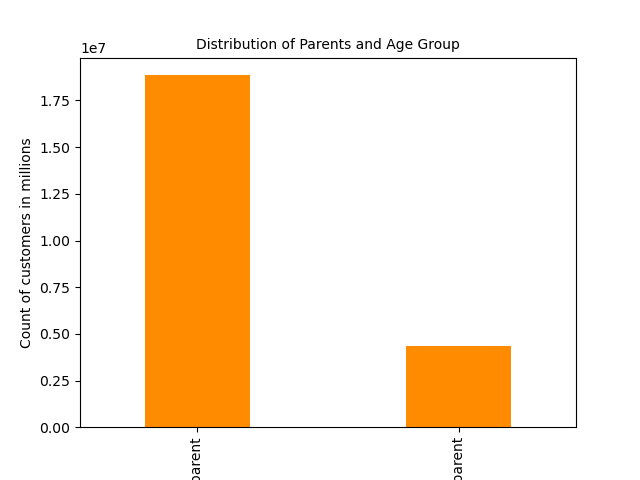 Distribution of Parents and Age Group
1e7
1.75
1.50
1.25
1.00
0.75
0.50
0.25
0.00
Count of customers in millions
parent
parent